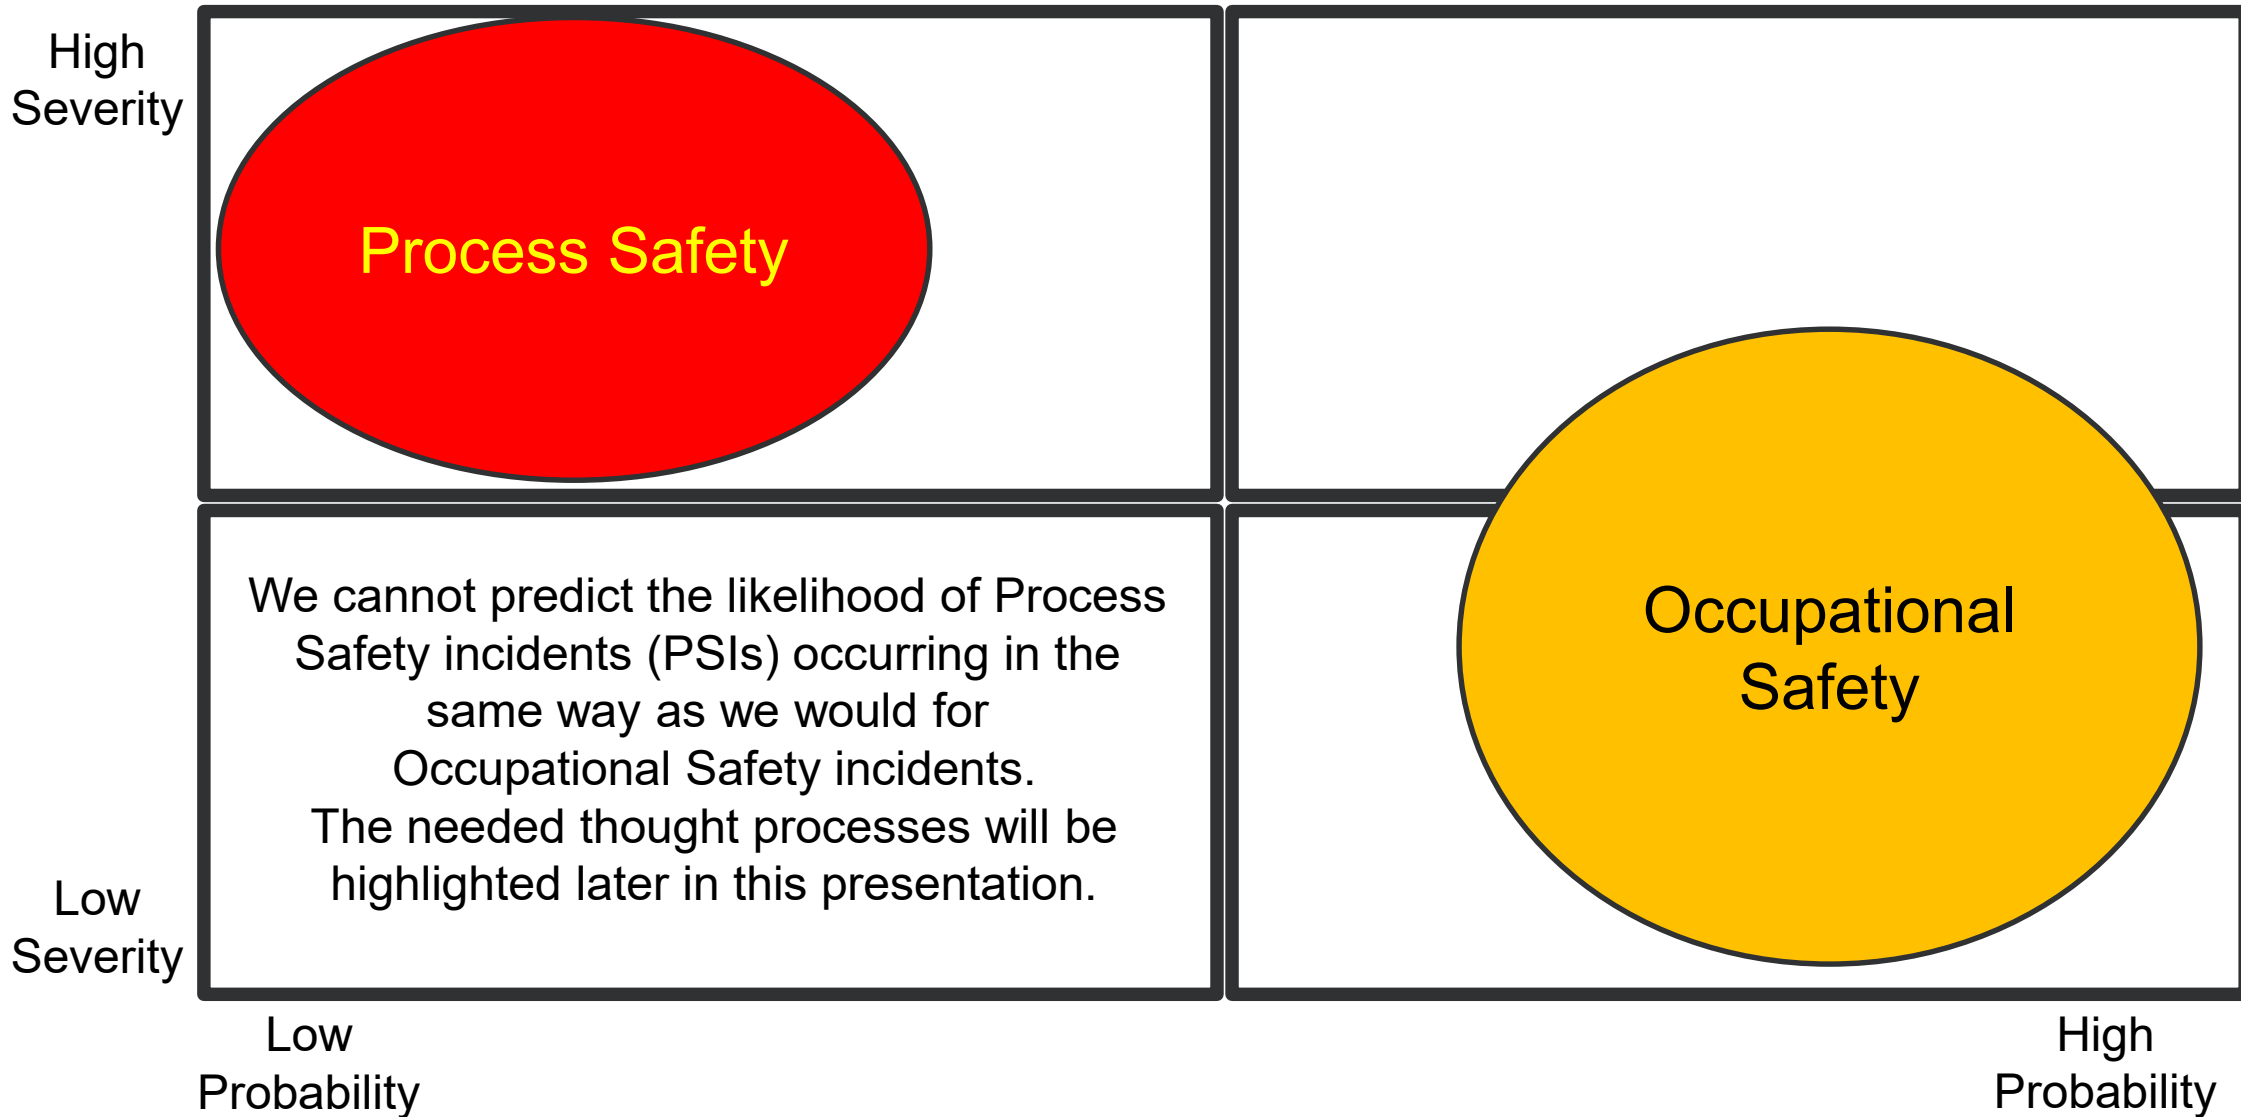 High
Severity
Process Safety
We cannot predict the likelihood of Process
Safety incidents (PSIs) occurring in the
same way as we would for
Occupational Safety incidents.
The needed thought processes will be
highlighted later in this presentation.
Occupational
Safety
Low
Severity
Low
Probability
High
Probability